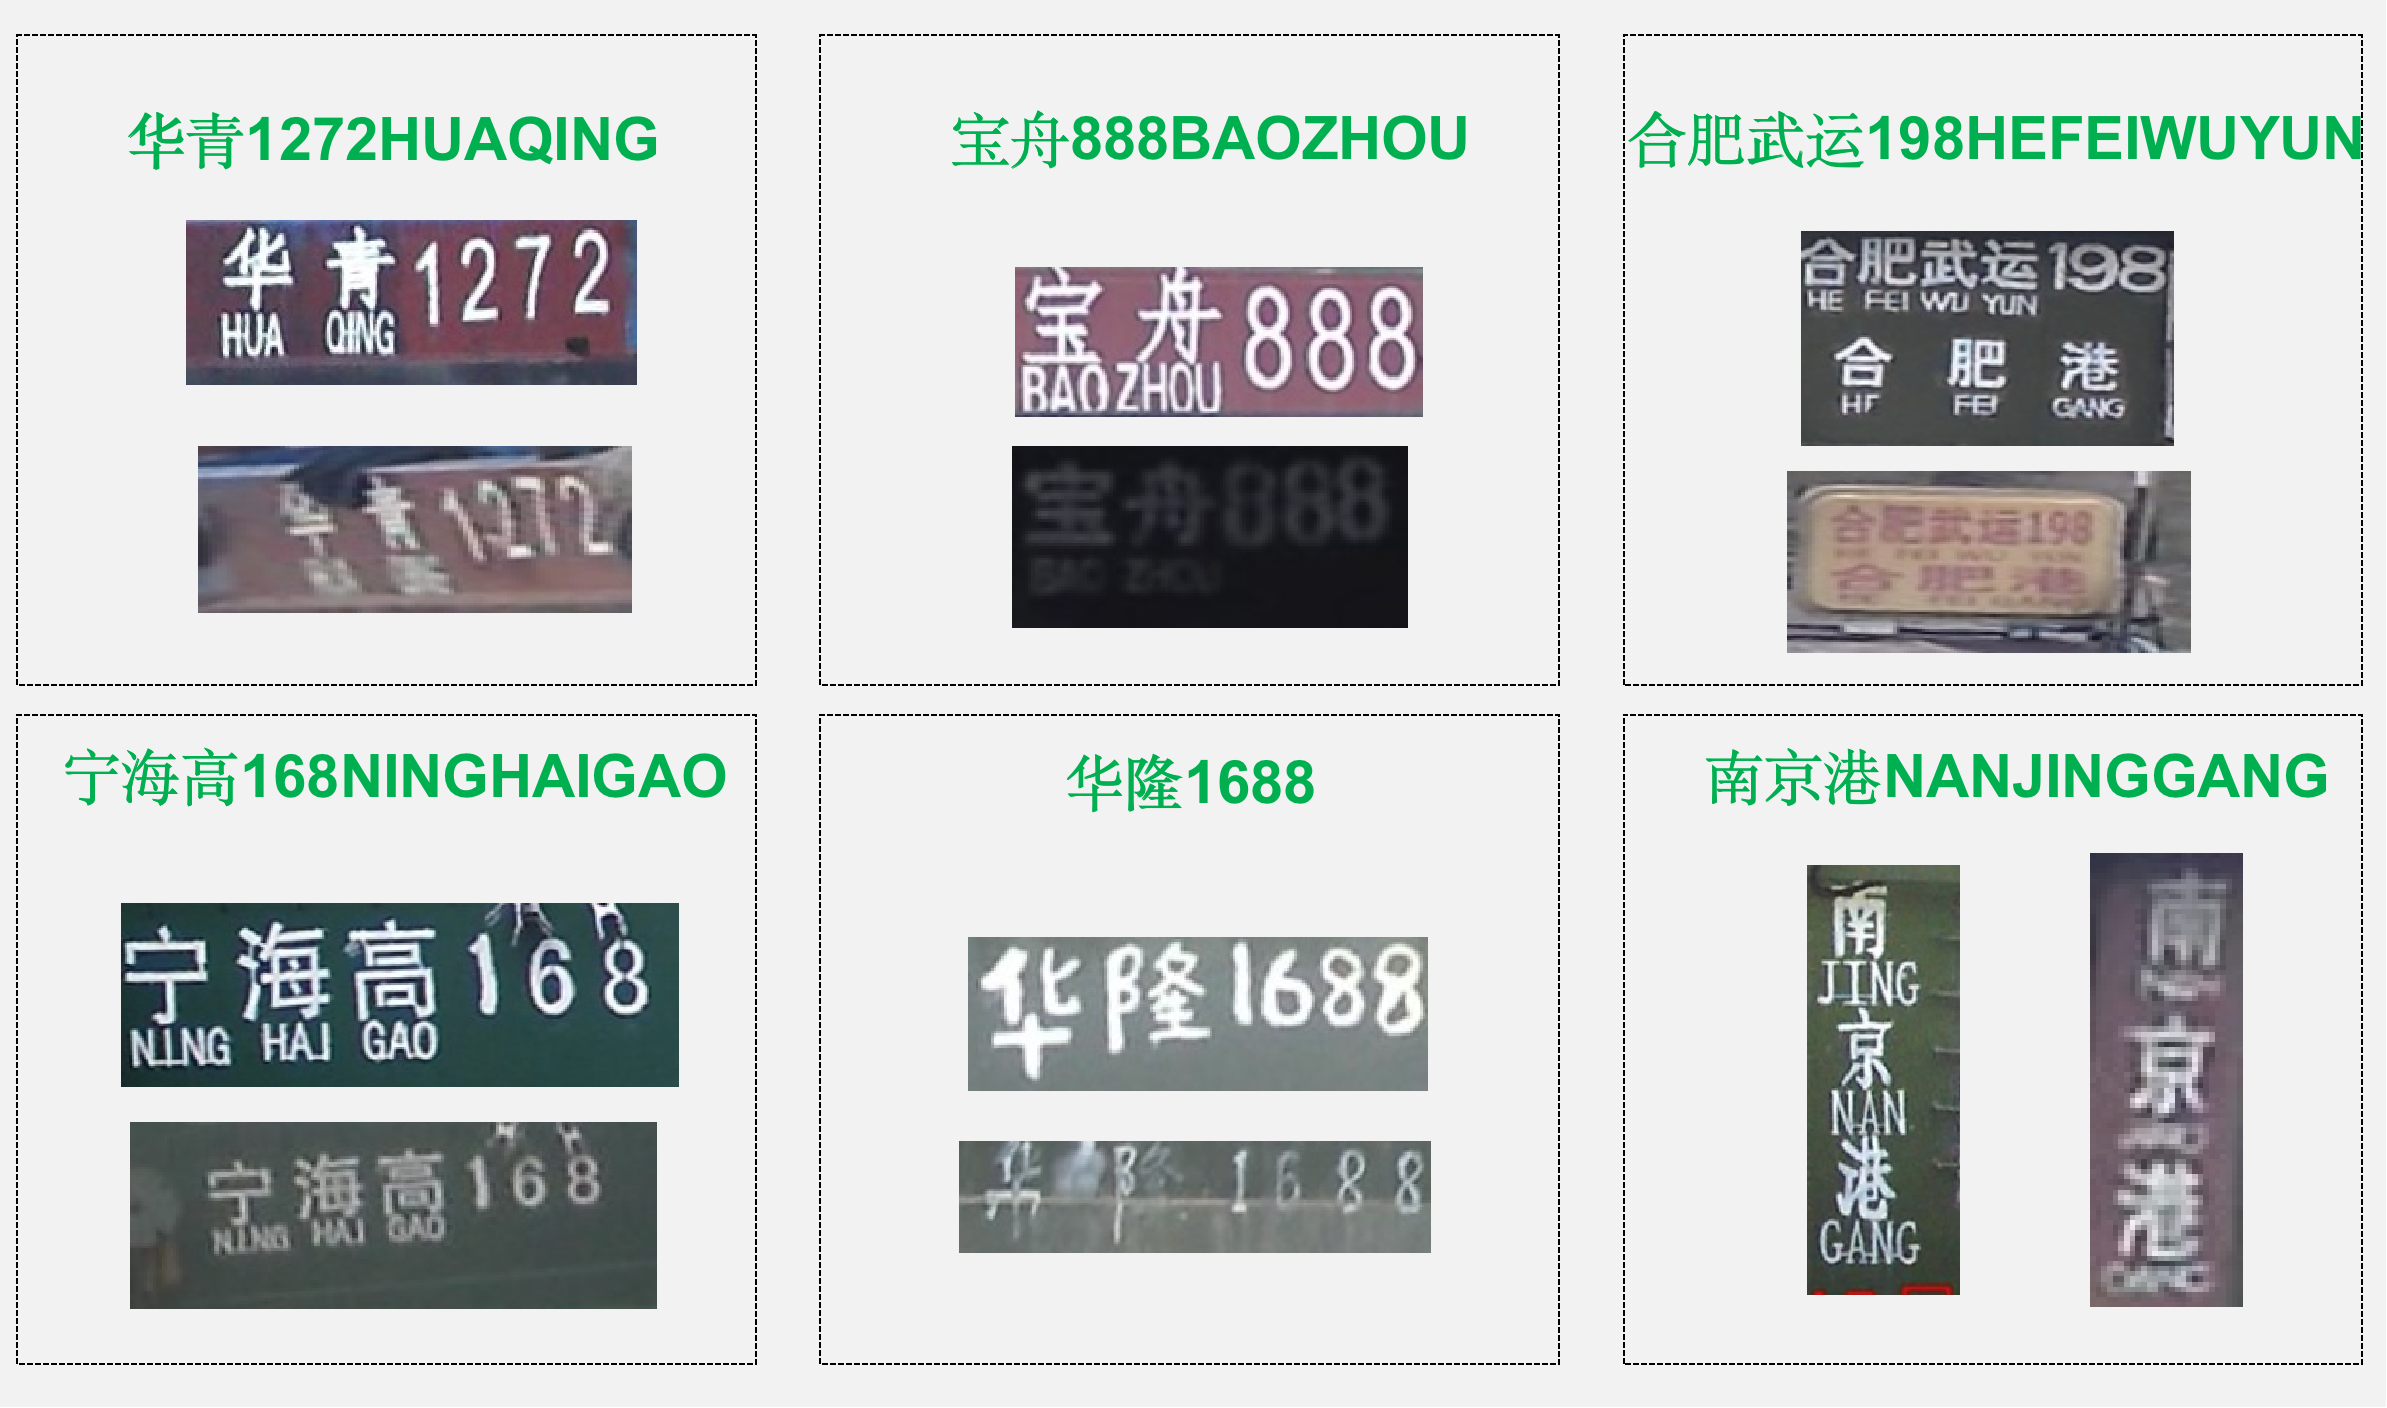 华青1272HUAQING
华青1272
HUA QING
华青1272
宝舟888BAOZHOU
宝舟888
BAO ZHOU
宝舟888
BAO ZHOU
合肥武运198HEFEIWUYUN
合肥武运198
HE FEI WU YUN
合肥港
HE FEI GANG
合肥武运198
HE FEI WU YUN
合肥港
宁海高168NINGHAIGAO
宁海高168
NING HAI GAO
宁海高168
NING HAI GAO
华隆1688
华隆1688
华隆1688
南京港NANJINGGANG
南
JING
京
NAN
港
GANG
南
京
港
GANG